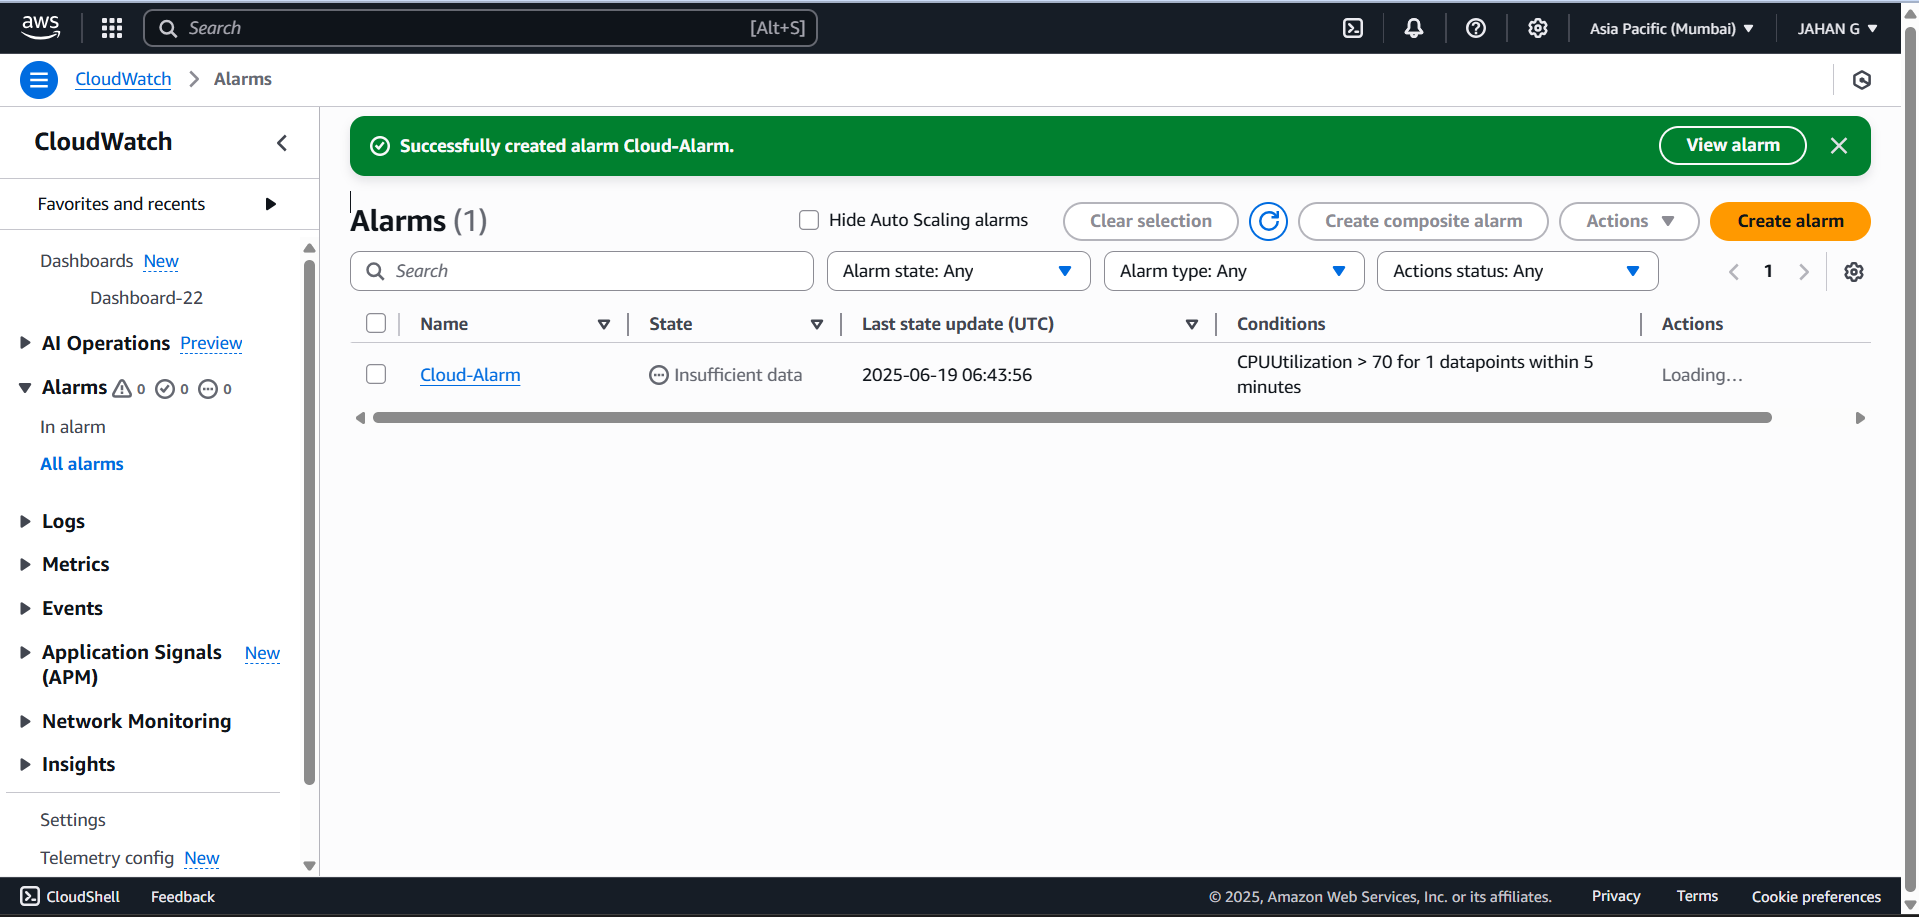 aws
Search [Alt+S]
Asia Pacific (Mumbai)
JAHAN G
CloudWatch
Alarms
CloudWatch
Favorites and recents
Dashboards New
Dashboard-22
AI Operations Preview
Alarms 0 0 0
In alarm
All alarms
Logs
Metrics
Events
Application Signals New
(APM)
Network Monitoring
Insights
Settings
Telemetry config New
Successfully created alarm Cloud-Alarm.
View alarm
Alarms (1)
Hide Auto Scaling alarms
Clear selection
Create composite alarm
Actions
Create alarm
Search
Alarm state: Any
Alarm type: Any
Actions status: Any
1
Name State Last state update (UTC) Conditions Actions
Cloud-Alarm Insufficient data 2025-06-19 06:43:56 CPUUtilization > 70 for 1 datapoints within 5
minutes
Loading...
CloudShell
Feedback
© 2025, Amazon Web Services, Inc. or its affiliates.
Privacy
Terms
Cookie preferences